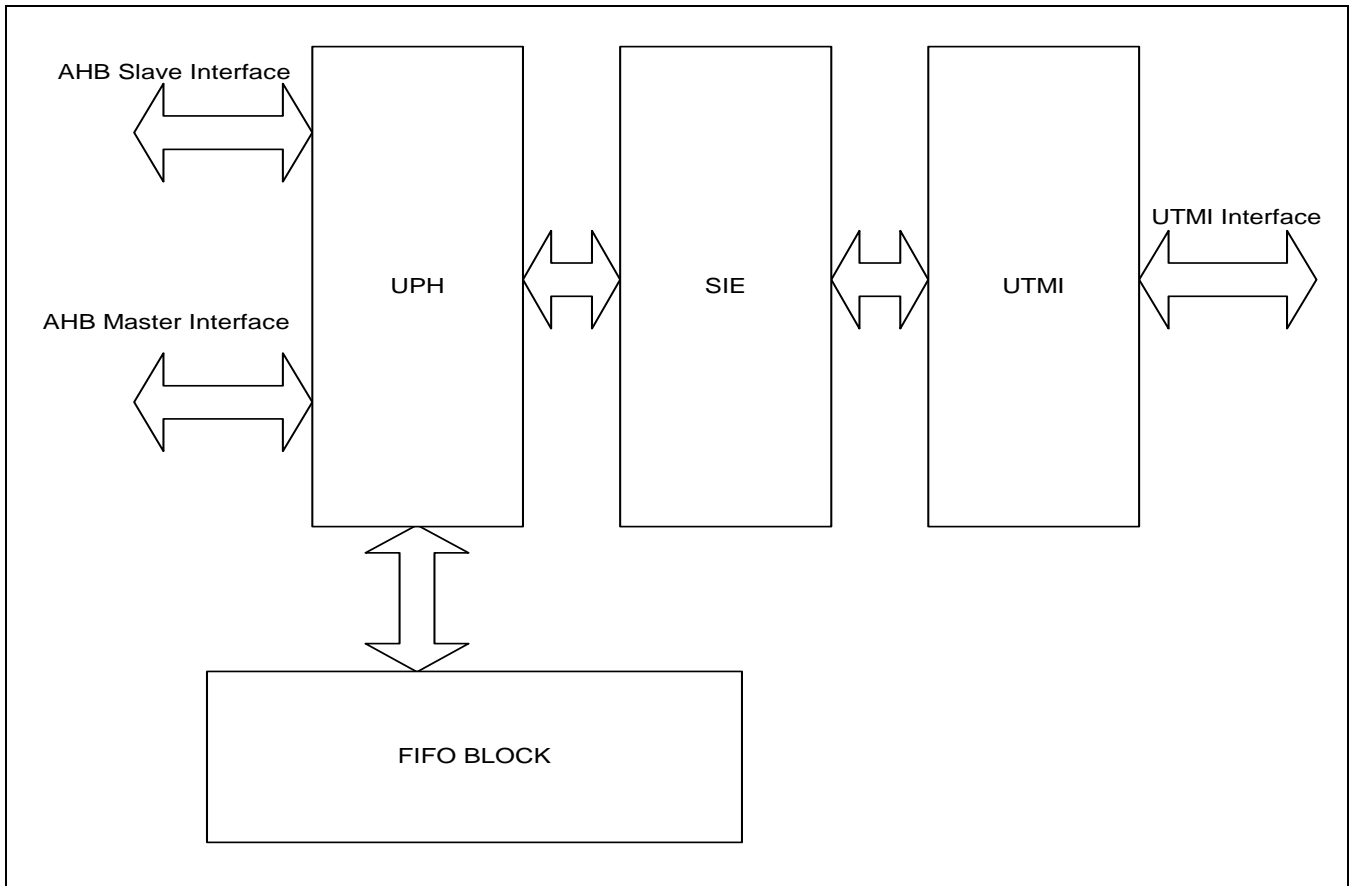 AHB Slave Interface
UTMI Interface
UPH
SIE
UTMI
AHB Master Interface
FIFO BLOCK